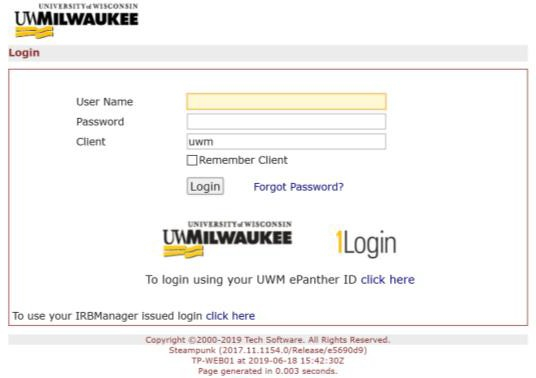 UNIVERSITY of WISCONSIN
UWMILWAUKEE
Login
User Name
Password
Client uwm
Remember Client
Login Forgot Password?
UNIVERSITY of WISCONSIN
UWMILWAUKEE 1Login
To login using your UWM ePanther ID click here
To use your IRBManager issued login click here
Copyright ©2000-2019 Tech Software. All Rights Reserved.
Steampunk (2017.11.1154.0/Release/e5690d9)
TP-WEB01 at 2019-06-18 15:42:30Z
Page generated in 0.003 seconds.